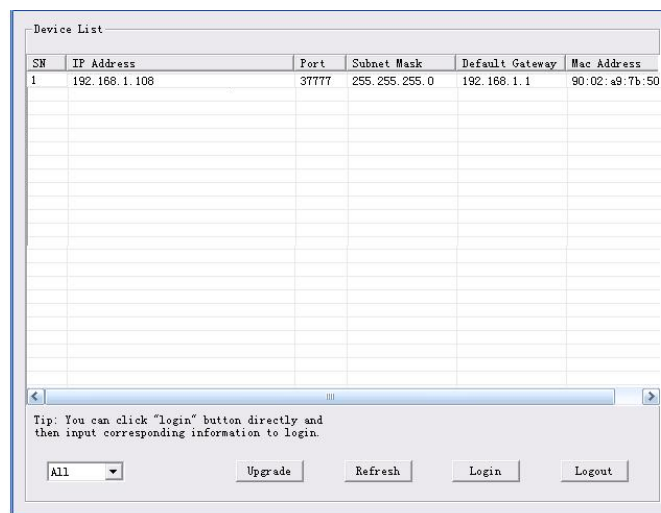 Device List
SN IP Address Port Subnet Mask Default Gateway Mac Address
1 192.168.1.108 37777 255.255.255.0 192.168.1.1 90:02:a9:7b:50
Tip: You can click "login" button directly and
then input corresponding information to login.
All Upgrade Refresh Login Logout